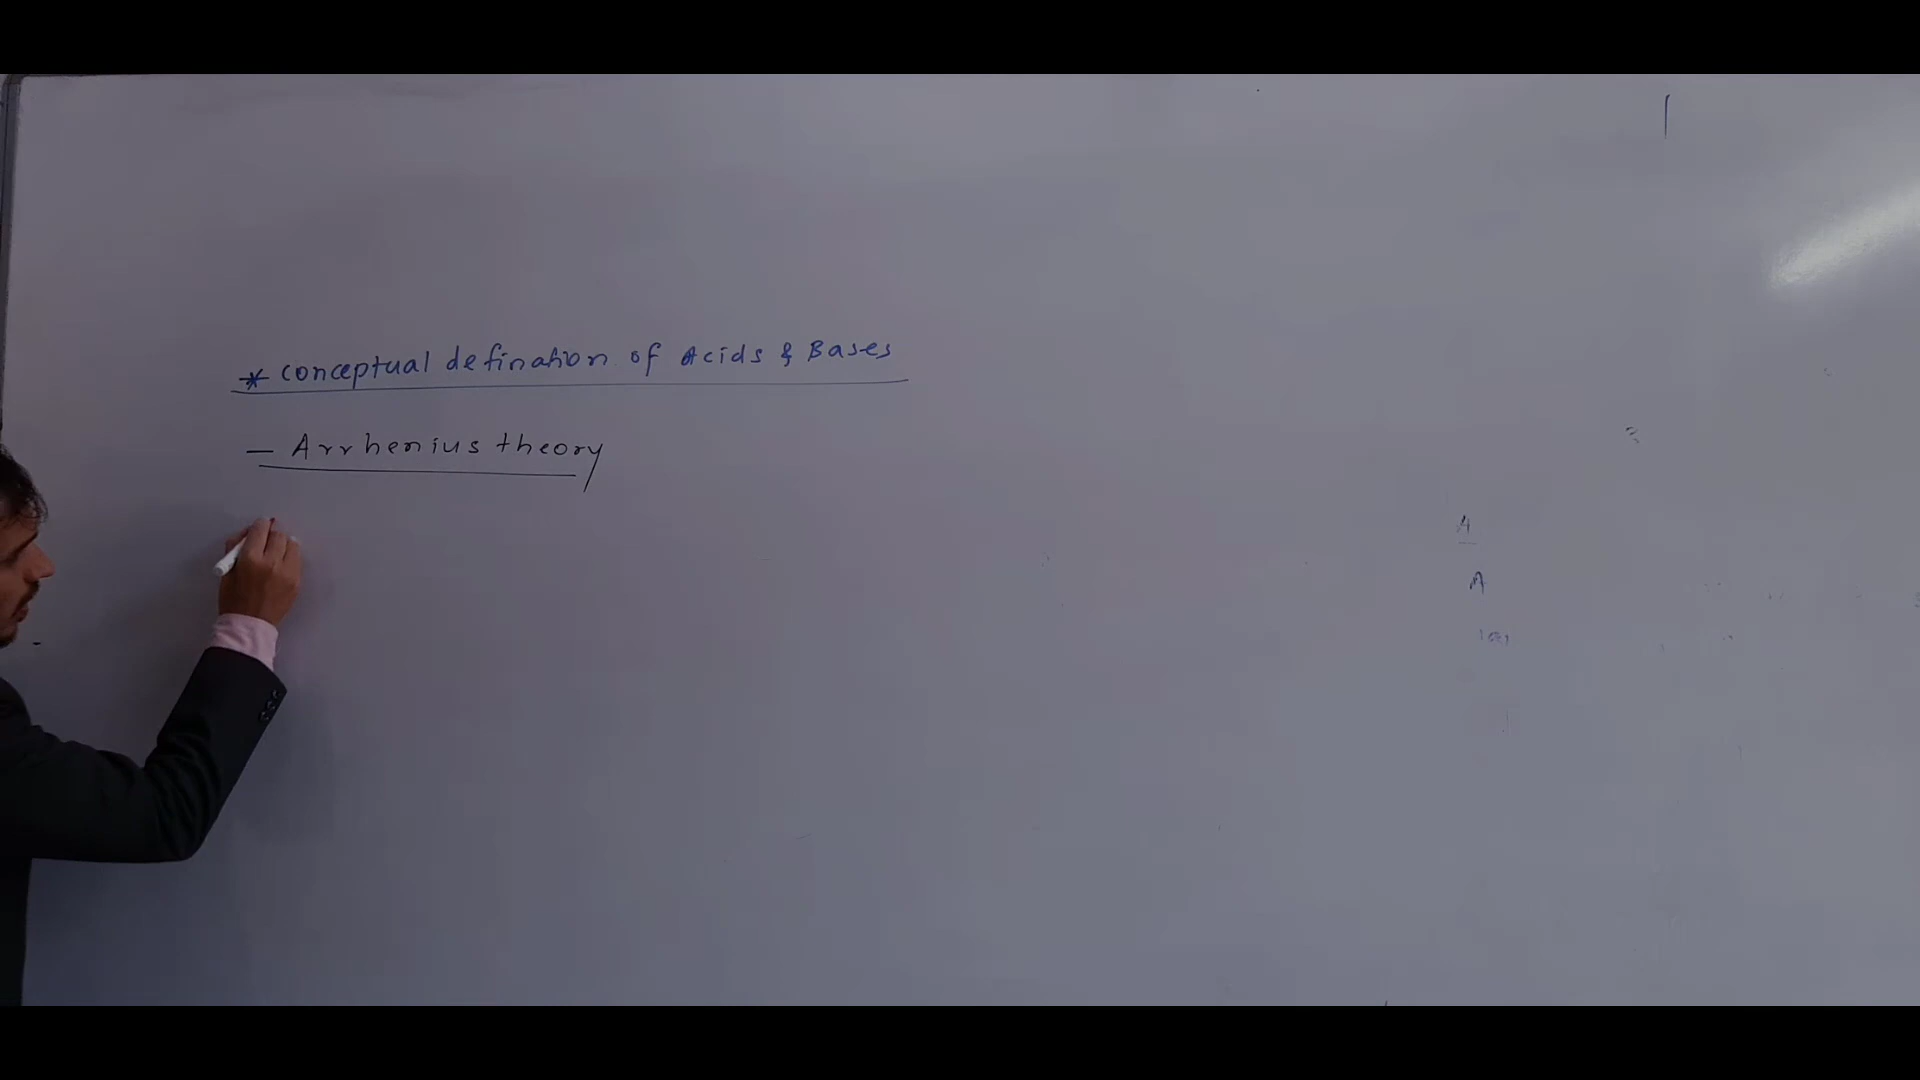 * conceptual defination of Acids & Bases
— Arrhenius theory
A
A